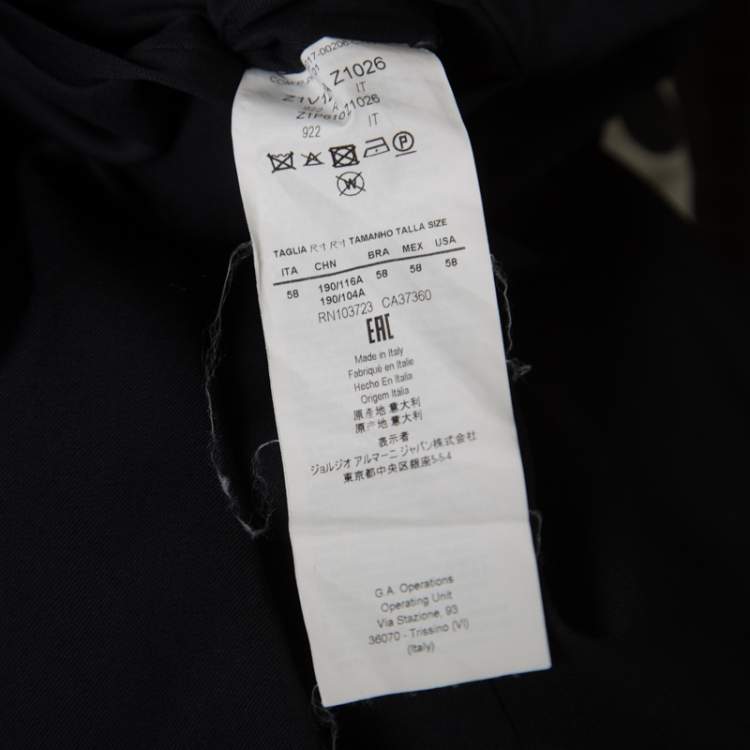 Z1026
IT
922
Z1P610
11026
922
IT
P
W
TAGLIA TAMANHO TALLA SIZE
ITA CHN BRA MEX USA
58 190/116A 58 58 58
190/104A
RN103723 CA37360
EAC
Made in Italy
Fabriqué en Italie
Hecho En Italia
Origem Italia
原産地 意大利
原产地 意大利
表示者
ジョルジオ アルマーニ ジャパン株式会社
東京都中央区銀座5-5-4
G.A. Operations
Operating Unit
Via Stazione, 93
36070 - Trissino (VI)
(Italy)